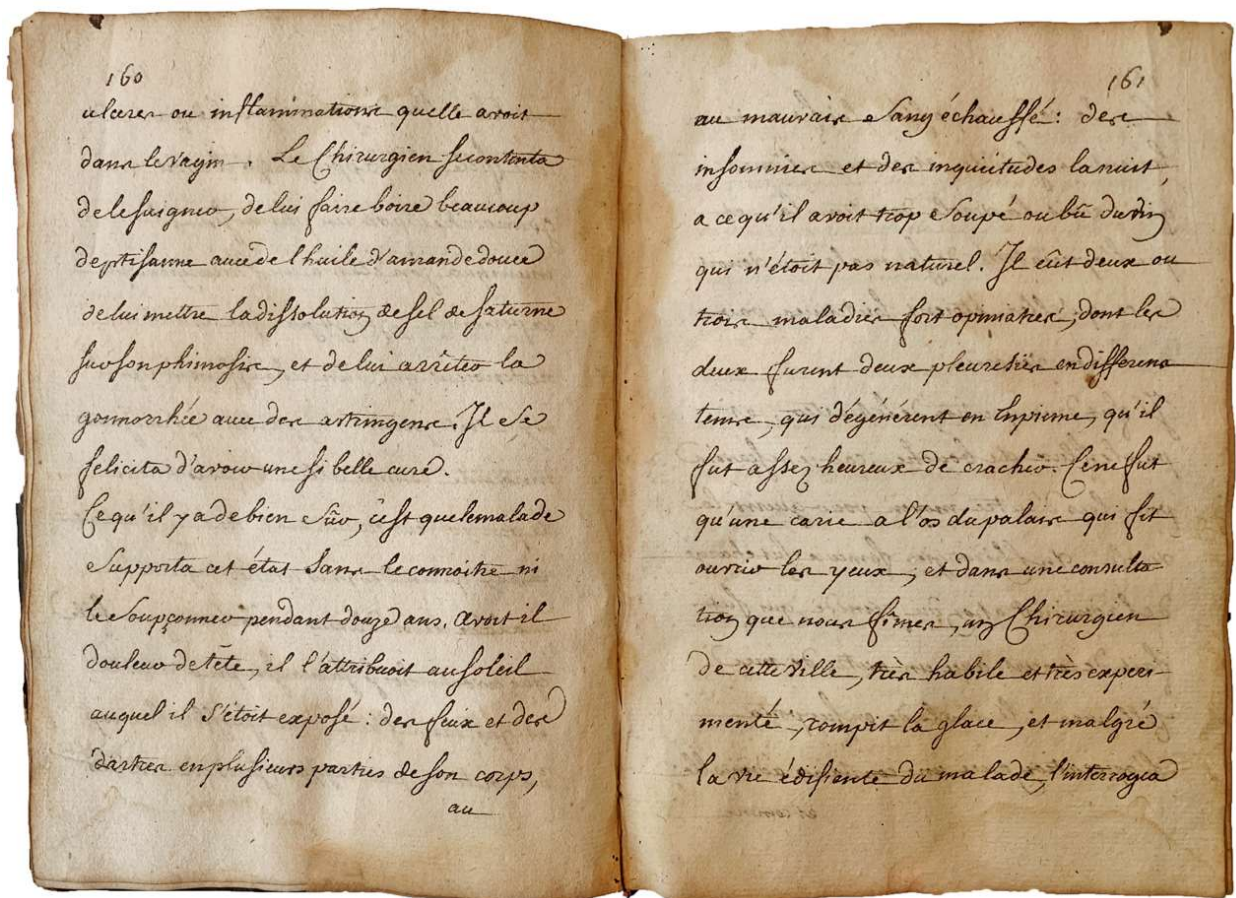 160
ulceres ou inflammations quelle avoit
dans le vagin. Le Chirurgien se contenta
de le saigner, de lui faire boire beaucoup
de ptisanne avec de l'huile d'amande douce
de lui mettre la dissolution de sel de saturne
sur son phimosis, et de lui arrêter la
gonnorrhée avec des astringens. Il se
felicita d'avoir une si belle cure.
Ce qu'il y a de bien sûr, c'est que le malade
supporta cet état sans le connoitre ni
le soupçonner pendant douze ans. avoit il
douleur de tête, il l'attribuoit au soleil
auquel il s'étoit exposé : des feux et des
dartres en plusieurs parties de son corps,
au
161
au mauvais sang échauffé : des
insomnies et des inquietudes la nuit,
a ce qu'il avoit trop soupé ou bû du vin
qui n'étoit pas naturel. Il eût deux ou
trois maladies fort opiniatres, dont les
deux furent deux pleuresies en differens
tems, qui dégénérent en Empieme, qu'il
fut assez heureux de cracher. Ce ne fut
qu'une carie a l'os du palais qui fit
ouvrir les yeux, et dans une consulta
tion que nous fimes, un Chirurgien
de cette ville, très habile et très experi-
menté, rompit la glace, et malgré
la vie édifiente du malade, l'interrogea